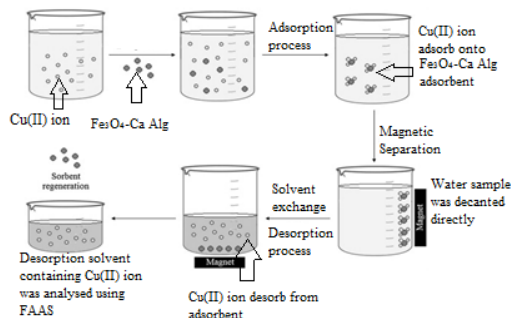 Cu(II) ion
Fe3O4-Ca Alg
Adsorption
process
Cu(II) ion
adsorb onto
Fe3O4-Ca Alg
adsorbent
Magnetic
Separation
Water sample
was decanted
directly
Magnet
Solvent
exchange
Desorption
process
Magnet
Cu(II) ion desorb from
adsorbent
Sorbent
regeneration
Desorption solvent
containing Cu(II) ion
was analysed using
FAAS